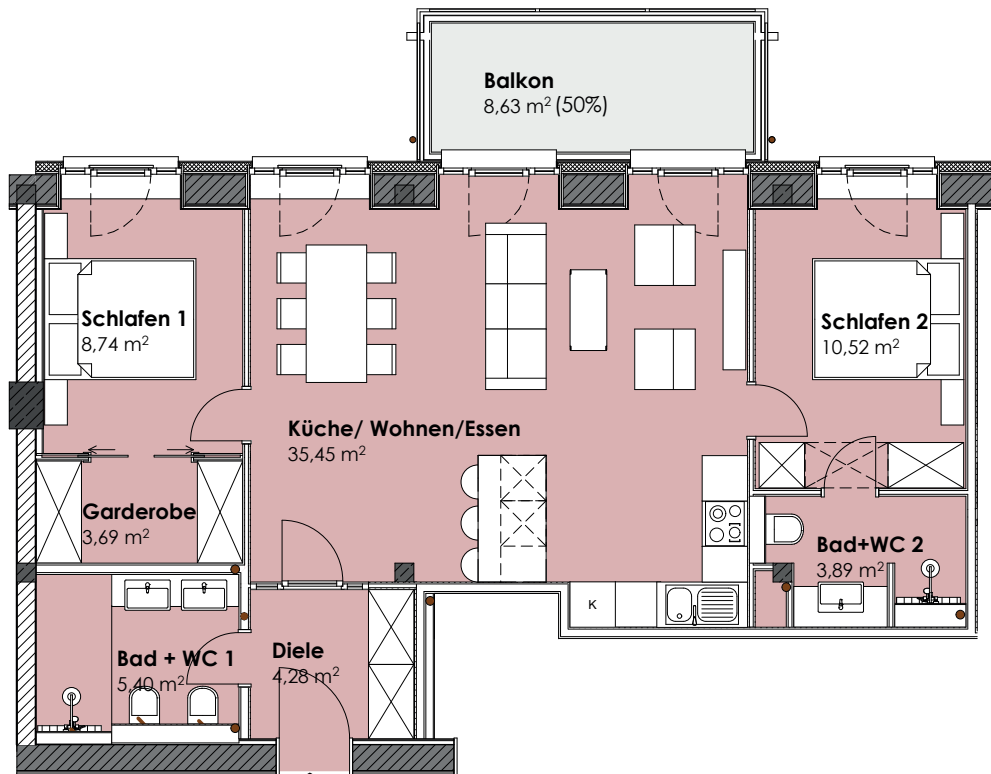 Balkon
8,63 m² (50%)
Schlafen 1
8,74 m²
Schlafen 2
10,52 m²
Küche/ Wohnen/Essen
35,45 m²
Garderobe
3,69 m²
Bad+WC 2
3,89 m²
K
Bad + WC 1
5,40 m²
Diele
4,28 m²